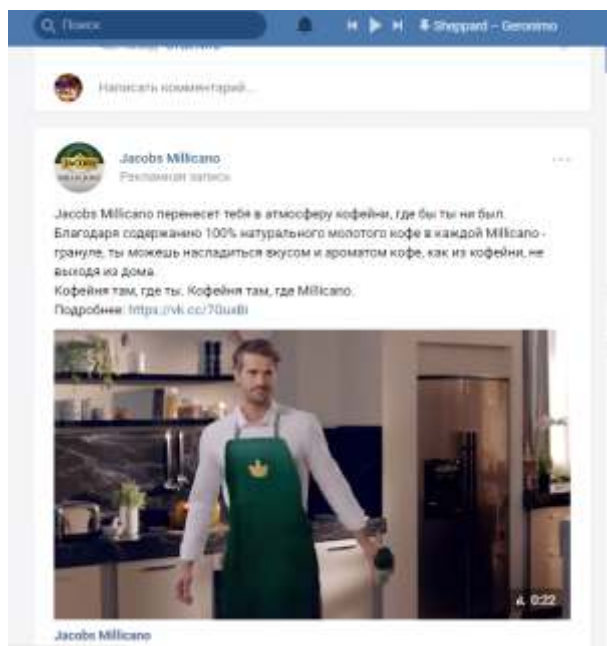 Поиск
Sheppard – Geronimo
Написать комментарий...
JACOBS
Jacobs Millicano
Рекламная запись
Jacobs Millicano перенесет тебя в атмосферу кофейни, где бы ты ни был.
Благодаря содержанию 100% натурального молотого кофе в каждой Millicano -
грануле, ты можешь насладиться вкусом и ароматом кофе, как из кофейни, не
выходя из дома.
Кофейня там, где ты. Кофейня там, где Millicano.
Подробнее:
0:22
Jacobs Millicano